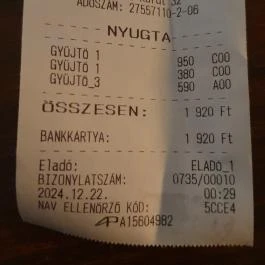 ADÓSZÁM: 27557110-2-06
NYUGTA
GYŰJTŐ 1 950 C00
GYŰJTŐ 1 380 C00
GYŰJTŐ_3 590 A00
ÖSSZESEN: 1 920 Ft
BANKKÁRTYA: 1 920 Ft
Eladó: ELADÓ_1
BIZONYLATSZÁM: 0735/00010
2024.12.22. 00:29
NAV ELLENŐRZŐ KÓD: 5CCE4
AP A15604982